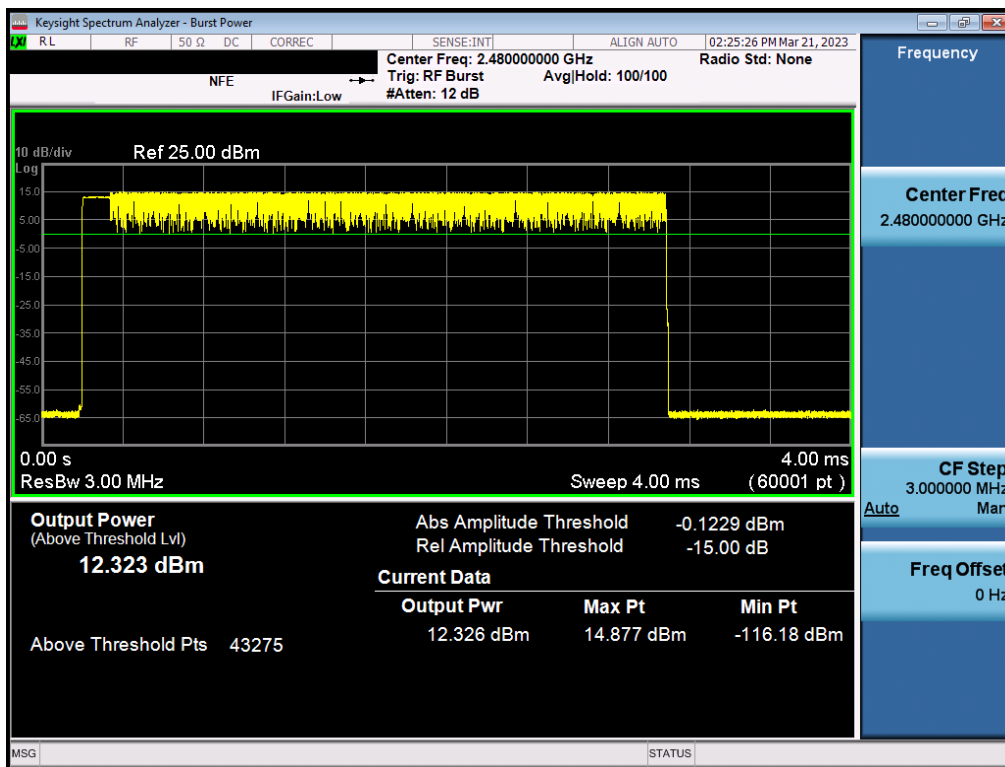 Keysight Spectrum Analyzer - Burst Power
LXI RL RF 50 Ω DC CORREC SENSE:INT ALIGN AUTO 02:25:26 PM Mar 21, 2023
Center Freq: 2.480000000 GHz Radio Std: None
NFE Trig: RF Burst Avg|Hold: 100/100
IFGain:Low #Atten: 12 dB
Frequency
10 dB/div Ref 25.00 dBm
Log
15.0
5.00
-5.00
-15.0
-25.0
-35.0
-45.0
-55.0
-65.0
0.00 s 4.00 ms
ResBw 3.00 MHz Sweep 4.00 ms (60001 pt)
Center Freq
2.480000000 GHz
CF Step
3.000000 MHz
Auto Man
Freq Offset
0 Hz
Output Power
(Above Threshold Lvl)
12.323 dBm
Above Threshold Pts 43275
Abs Amplitude Threshold -0.1229 dBm
Rel Amplitude Threshold -15.00 dB
Current Data
Output Pwr Max Pt Min Pt
12.326 dBm 14.877 dBm -116.18 dBm
MSG STATUS